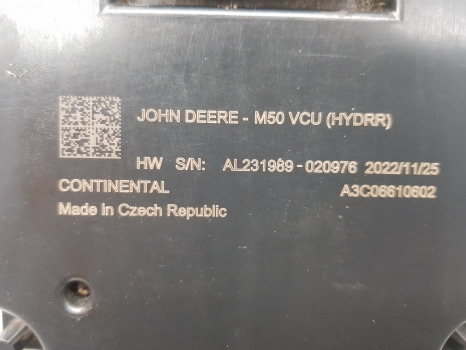 JOHN DEERE - M50 VCU (HYDRR)
HW S/N: AL231989 - 020976 2022/11/25
CONTINENTAL A3C06610602
Made in Czech Republic